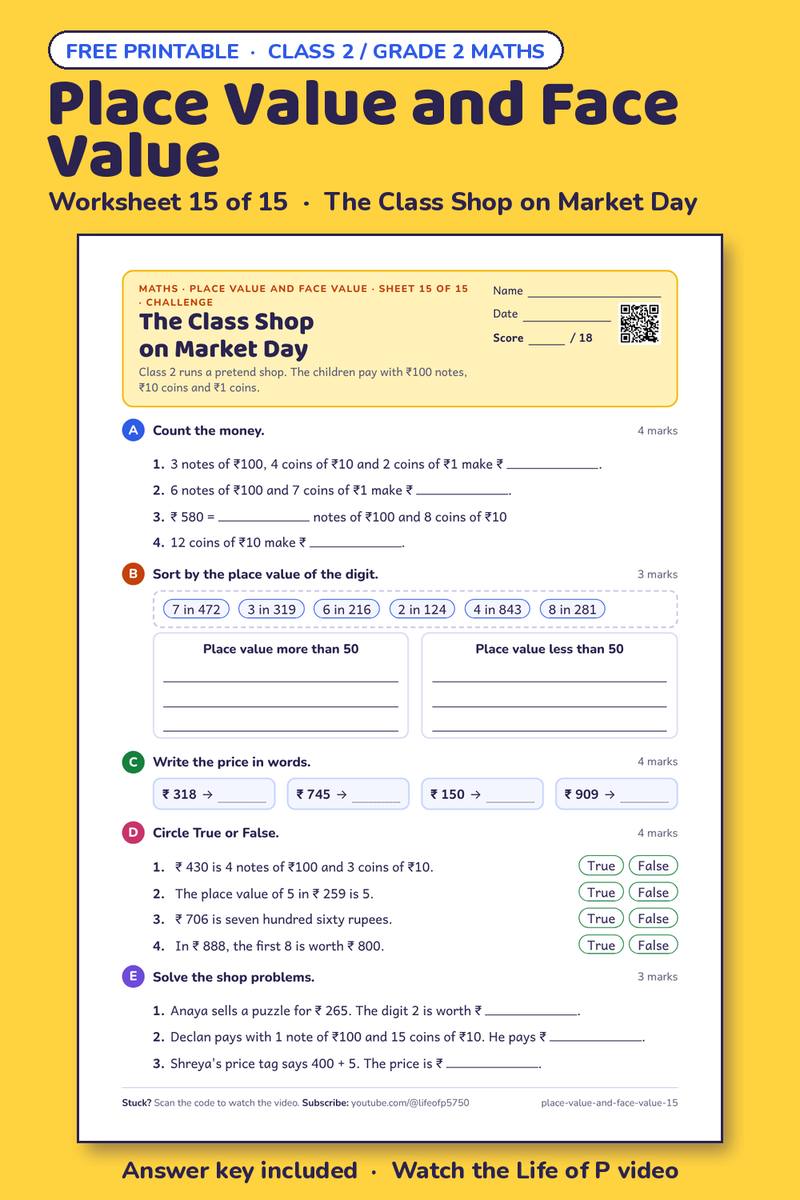 FREE PRINTABLE · CLASS 2 / GRADE 2 MATHS
Place Value and Face
Value
Worksheet 15 of 15 · The Class Shop on Market Day
MATHS · PLACE VALUE AND FACE VALUE · SHEET 15 OF 15
· CHALLENGE
The Class Shop
on Market Day
Class 2 runs a pretend shop. The children pay with ₹100 notes,
₹10 coins and ₹1 coins.
Name ____________
Date ____________
Score _____ / 18
A Count the money. 4 marks
1. 3 notes of ₹100, 4 coins of ₹10 and 2 coins of ₹1 make ₹ ____________.
2. 6 notes of ₹100 and 7 coins of ₹1 make ₹ ____________.
3. ₹ 580 = ____________ notes of ₹100 and 8 coins of ₹10
4. 12 coins of ₹10 make ₹ ____________.
B Sort by the place value of the digit. 3 marks
7 in 472 3 in 319 6 in 216 2 in 124 4 in 843 8 in 281
Place value more than 50 Place value less than 50
C Write the price in words. 4 marks
₹ 318 → ______ ₹ 745 → ______ ₹ 150 → ______ ₹ 909 → ______
D Circle True or False. 4 marks
1. ₹ 430 is 4 notes of ₹100 and 3 coins of ₹10. True False
2. The place value of 5 in ₹ 259 is 5. True False
3. ₹ 706 is seven hundred sixty rupees. True False
4. In ₹ 888, the first 8 is worth ₹ 800. True False
E Solve the shop problems. 3 marks
1. Anaya sells a puzzle for ₹ 265. The digit 2 is worth ₹ ____________.
2. Declan pays with 1 note of ₹100 and 15 coins of ₹10. He pays ₹ ____________.
3. Shreya's price tag says 400 + 5. The price is ₹ ____________.
Stuck? Scan the code to watch the video. Subscribe: youtube.com/@lifeofp5750 place-value-and-face-value-15
Answer key included · Watch the Life of P video